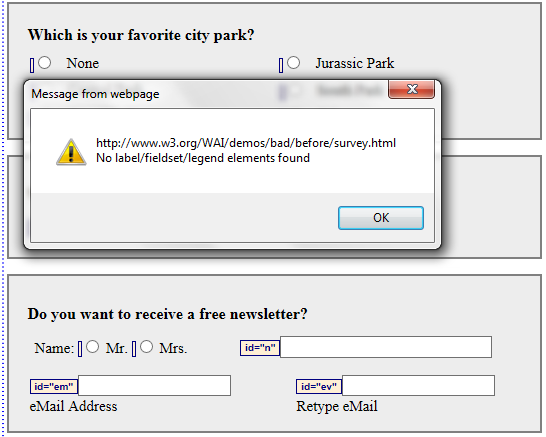 Which is your favorite city park?
None Jurassic Park
Message from webpage
http://www.w3.org/WAI/demos/bad/before/survey.html
No label/fieldset/legend elements found
OK
Do you want to receive a free newsletter?
Name: Mr. Mrs. id="n"
id="em" id="ev"
eMail Address Retype eMail